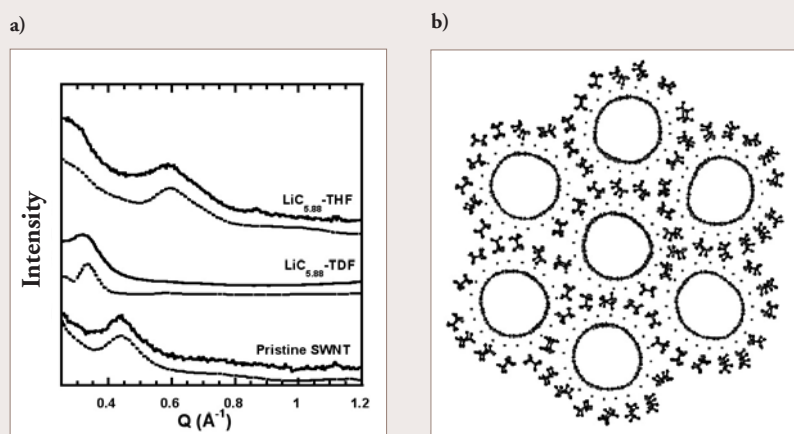 a)
b)
Intensity
LiC5.88-THF
LiC5.88-TDF
Pristine SWNT
0.4 0.6 0.8 1 1.2
Q (Å-1)